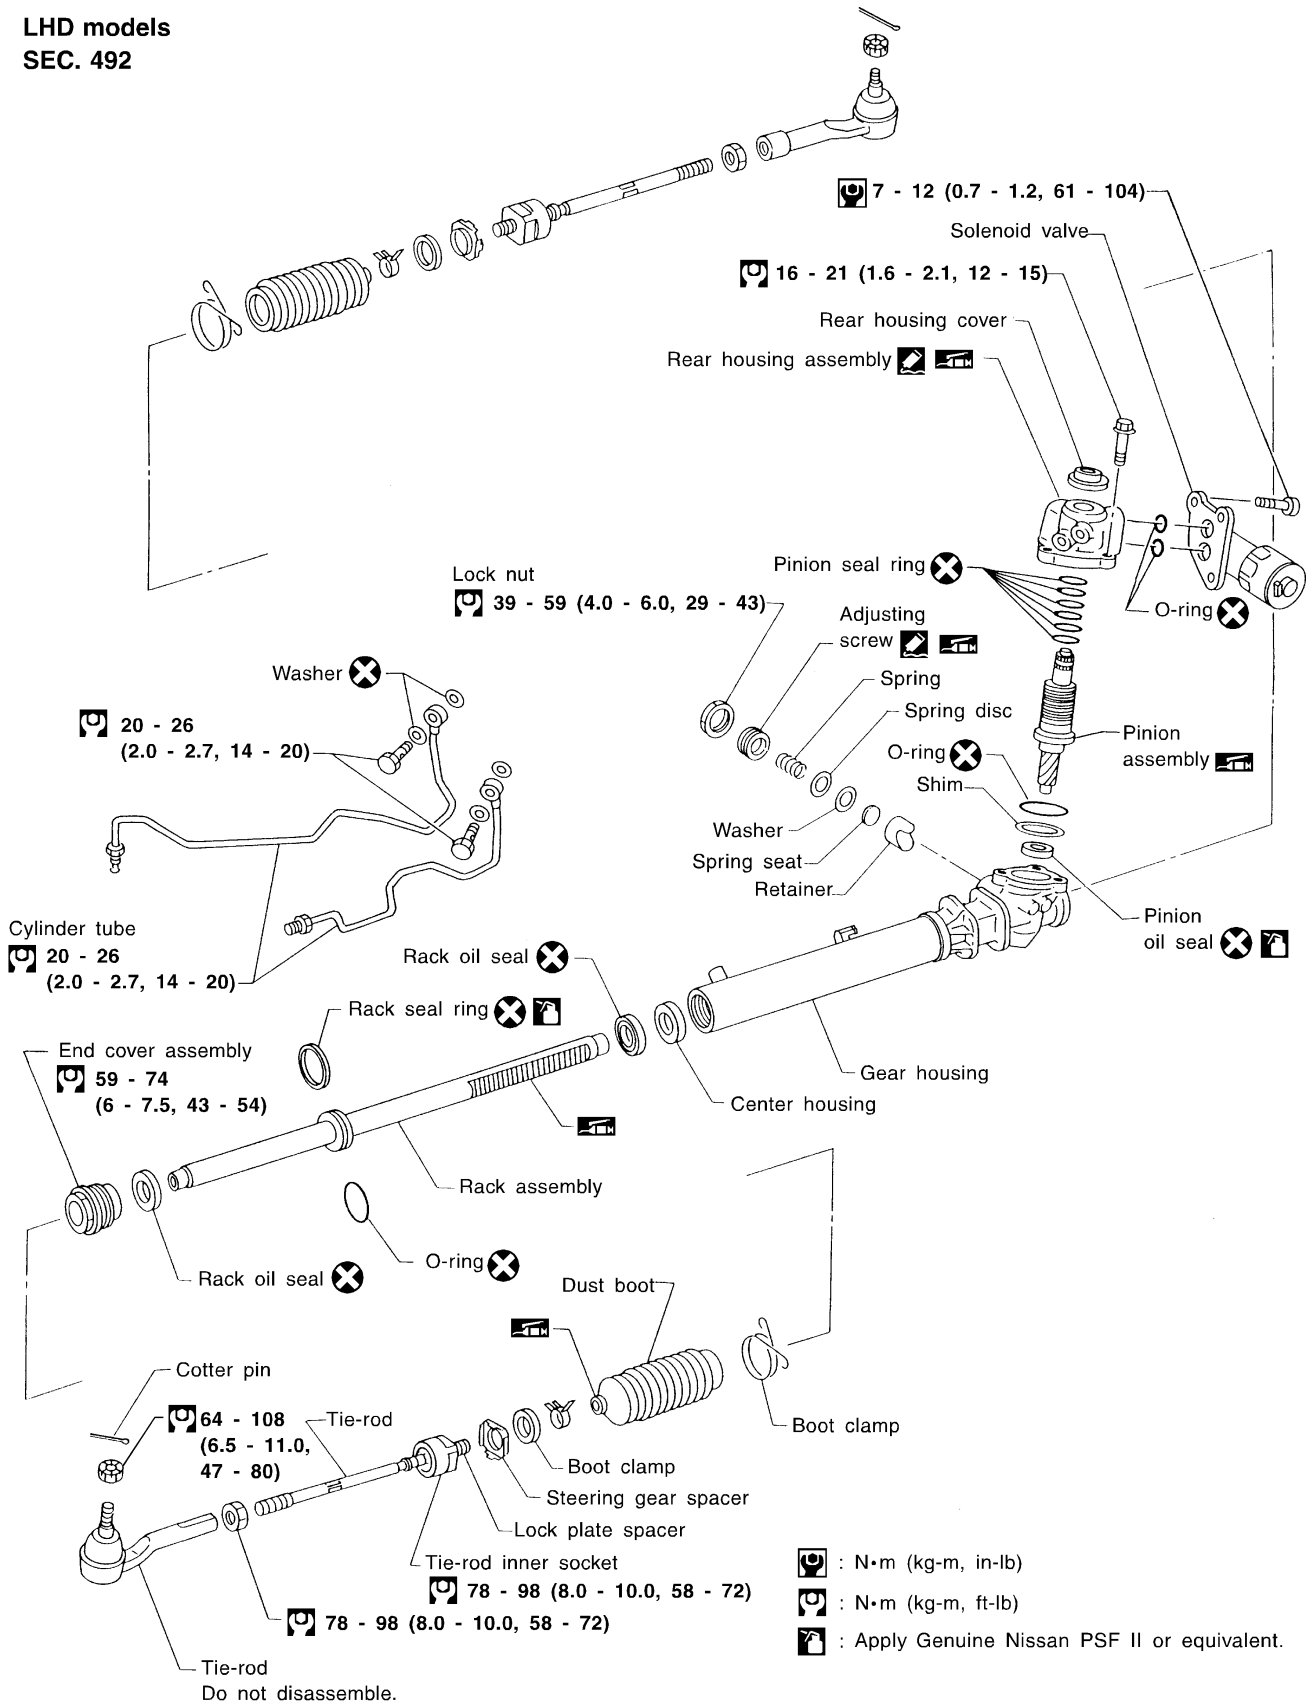 LHD models
SEC. 492
7 - 12 (0.7 - 1.2, 61 - 104)
Solenoid valve
16 - 21 (1.6 - 2.1, 12 - 15)
Rear housing cover
Rear housing assembly
Pinion seal ring
Lock nut
39 - 59 (4.0 - 6.0, 29 - 43)
O-ring
Adjusting
screw
Washer
Spring
20 - 26
(2.0 - 2.7, 14 - 20)
Spring disc
O-ring
Pinion
assembly
Shim
Washer
Spring seat
Retainer
Cylinder tube
20 - 26
(2.0 - 2.7, 14 - 20)
Pinion
oil seal
Rack oil seal
Rack seal ring
End cover assembly
59 - 74
(6 - 7.5, 43 - 54)
Gear housing
Center housing
Rack assembly
O-ring
Rack oil seal
Dust boot
Cotter pin
64 - 108
(6.5 - 11.0,
47 - 80)
Tie-rod
Boot clamp
Boot clamp
Steering gear spacer
Lock plate spacer
Tie-rod inner socket
78 - 98 (8.0 - 10.0, 58 - 72)
78 - 98 (8.0 - 10.0, 58 - 72)
Tie-rod
Do not disassemble.
: N•m (kg-m, in-lb)
: N•m (kg-m, ft-lb)
: Apply Genuine Nissan PSF II or equivalent.